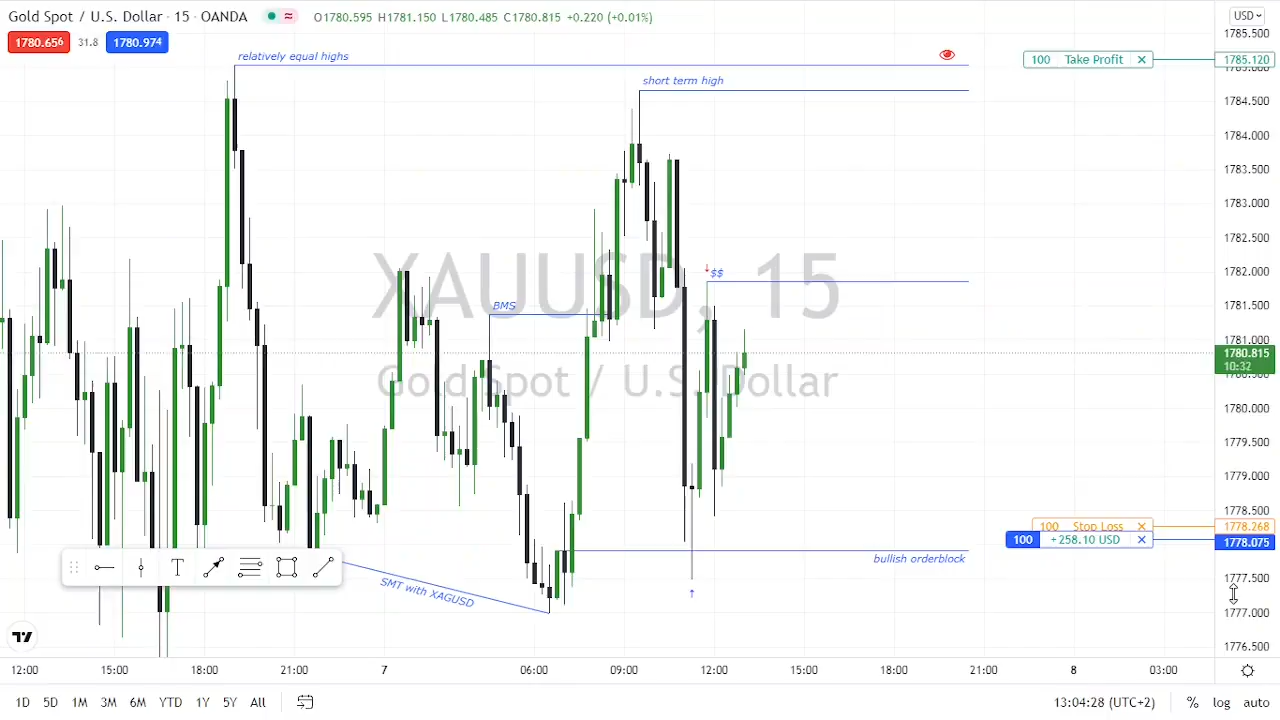 Gold Spot / U.S. Dollar · 15 · OANDA
O1780.595 H1781.150 L1780.485 C1780.815 +0.220 (+0.01%)
USD
1780.656 31.8 1780.974
1785.500
relatively equal highs
100 Take Profit ×
1785.120
short term high
1784.500
1784.000
1783.500
1783.000
1782.500
XAUUSD, 15
$$
1782.000
BMS
1781.500
1781.000
1780.815
10:32
Gold Spot / U.S. Dollar
1780.000
1779.500
1779.000
1778.500
100 Stop Loss ×
1778.268
100 +258.10 USD ×
1778.075
bullish orderblock
T
SMT with XAGUSD
1777.500
1777.000
1776.500
12:00 15:00 18:00 21:00 7 06:00 09:00 12:00 15:00 18:00 21:00 8 03:00
1D 5D 1M 3M 6M YTD 1Y 5Y All
13:04:28 (UTC+2) % log auto